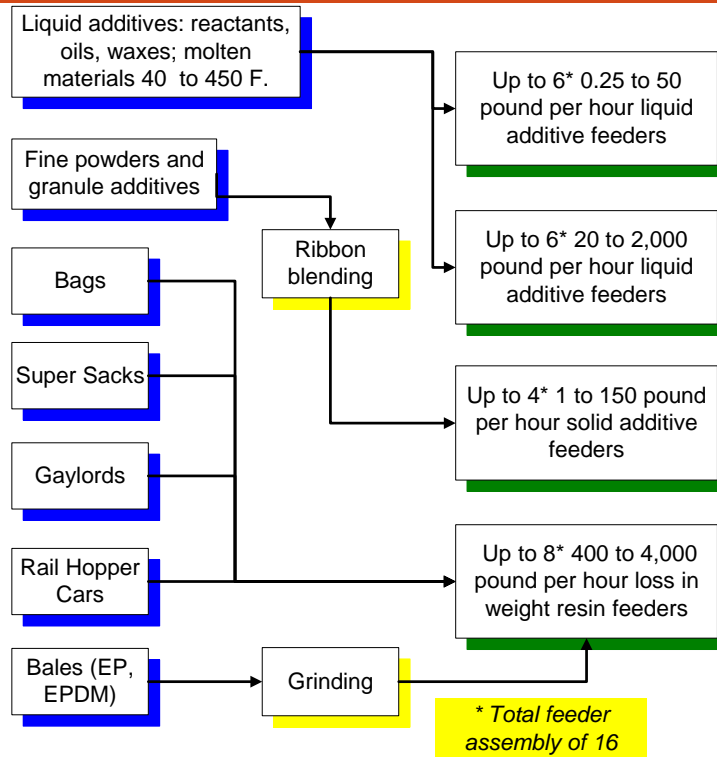 Liquid additives: reactants,
oils, waxes; molten
materials 40 to 450 F.
Up to 6* 0.25 to 50
pound per hour liquid
additive feeders
Fine powders and
granule additives
Ribbon
blending
Up to 6* 20 to 2,000
pound per hour liquid
additive feeders
Bags
Super Sacks
Up to 4* 1 to 150 pound
per hour solid additive
feeders
Gaylords
Rail Hopper
Cars
Up to 8* 400 to 4,000
pound per hour loss in
weight resin feeders
Bales (EP,
EPDM)
Grinding
* Total feeder
assembly of 16